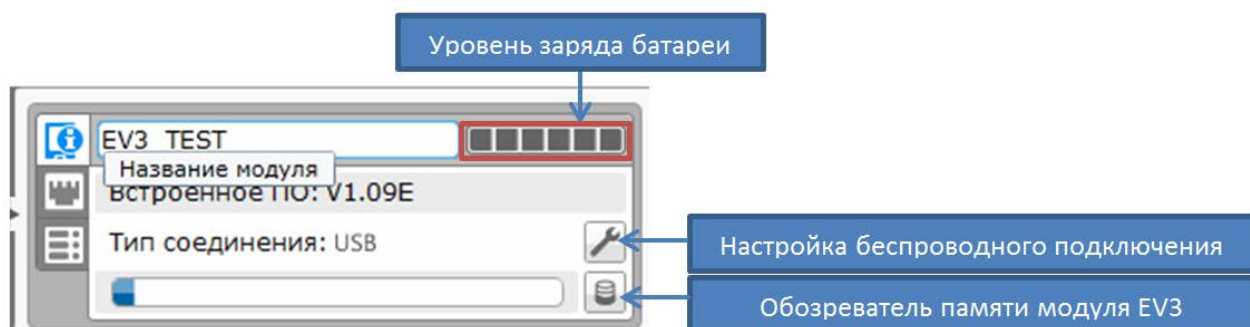 Уровень заряда батареи
EV3_TEST
Название модуля
Встроенное ПО: V1.09E
Тип соединения: USB
Настройка беспроводного подключения
Обозреватель памяти модуля EV3